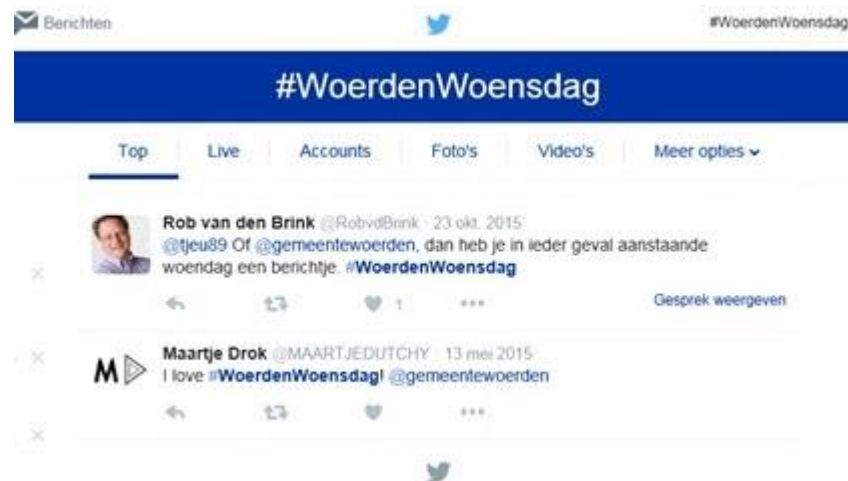 Berichten
#WoerdenWoensdag
#WoerdenWoensdag
Top Live Accounts Foto's Video's Meer opties
Rob van den Brink @RobvdBrink · 23 okt. 2015
@tjeu89 Of @gemeentewoerden, dan heb je in ieder geval aanstaande
woendag een berichtje. #WoerdenWoensdag
1
Gesprek weergeven
Maartje Drok @MAARTJEDUTCHY · 13 mei 2015
I love #WoerdenWoensdag! @gemeentewoerden
M